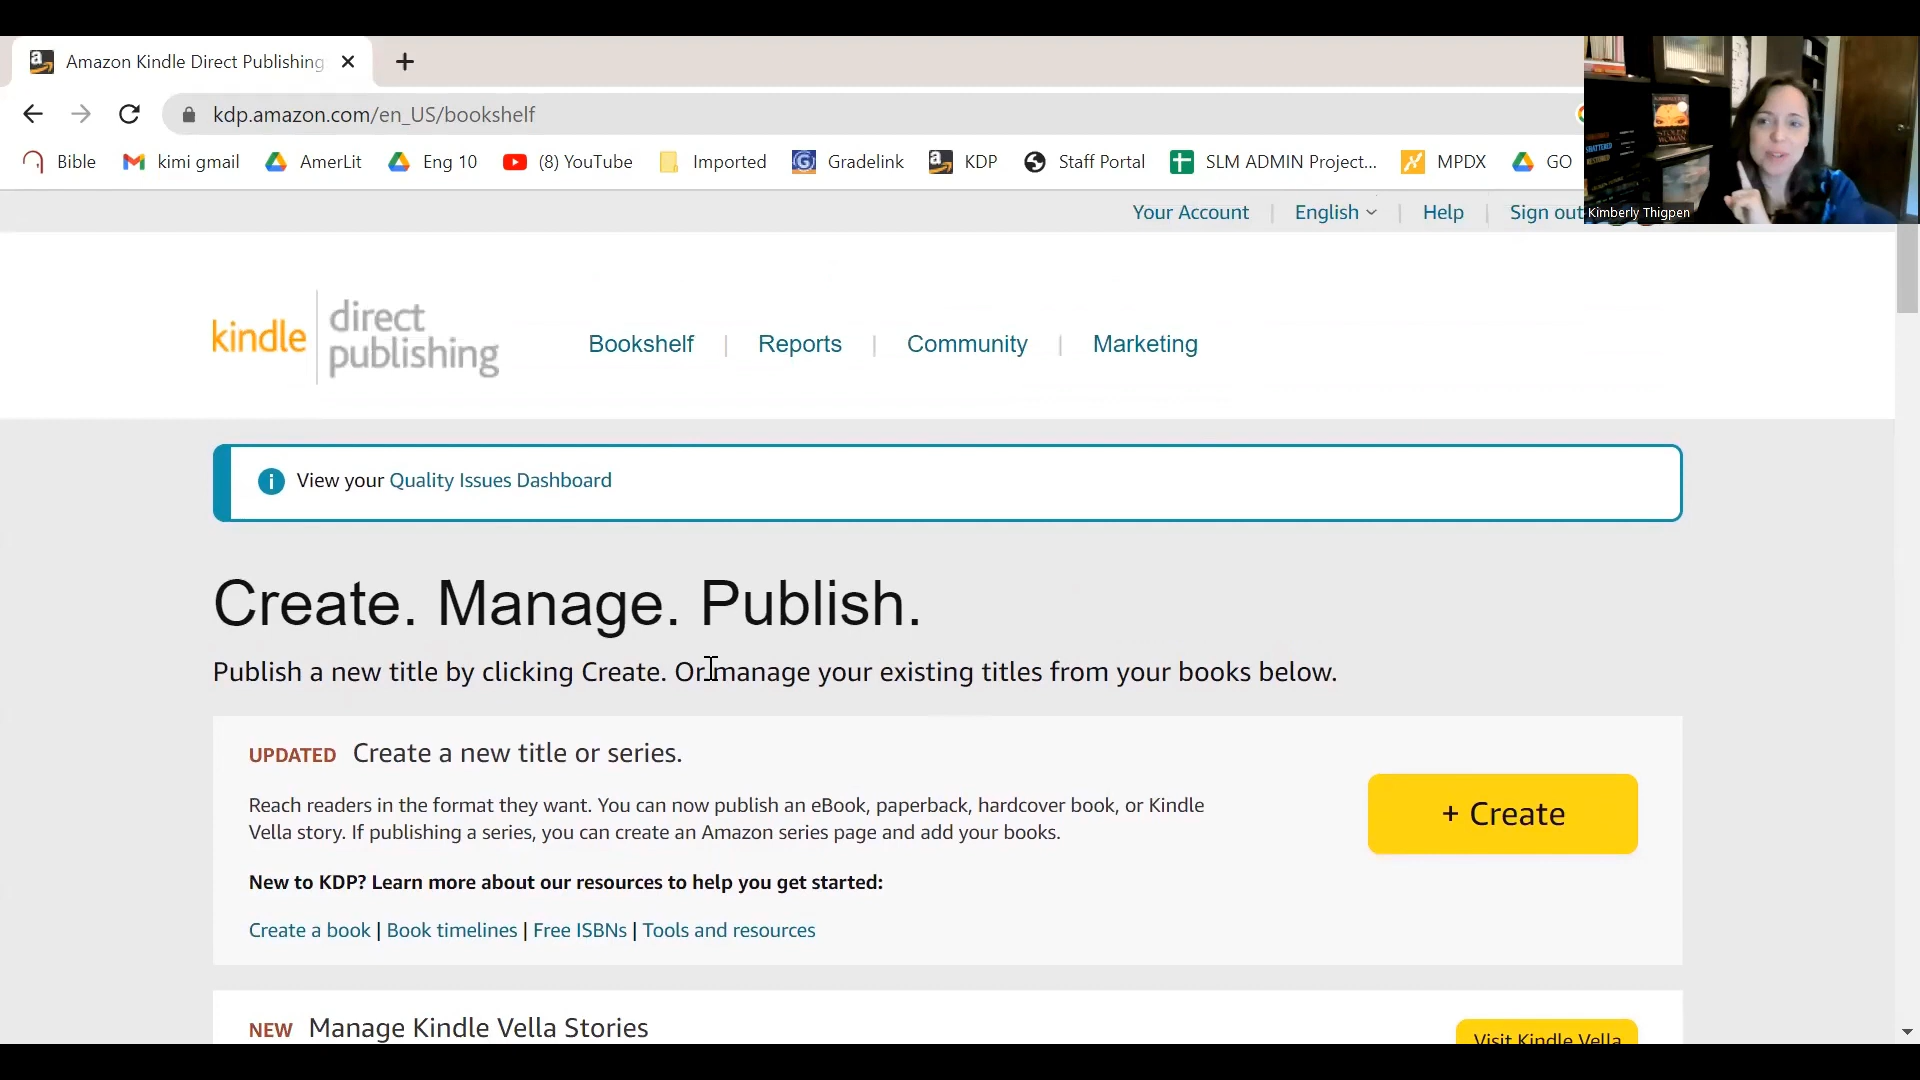 Amazon Kindle Direct Publishing
kdp.amazon.com/en_US/bookshelf
Bible kimi gmail AmerLit Eng 10 (8) YouTube Imported Gradelink KDP Staff Portal SLM ADMIN Project... MPDX GO
Your Account | English | Help | Sign out
STOLEN
WOMAN
SHATTERED
Kimberly Thigpen
kindle direct publishing
Bookshelf | Reports | Community | Marketing
View your Quality Issues Dashboard
Create. Manage. Publish.
Publish a new title by clicking Create. Or manage your existing titles from your books below.
UPDATED Create a new title or series.
Reach readers in the format they want. You can now publish an eBook, paperback, hardcover book, or Kindle
Vella story. If publishing a series, you can create an Amazon series page and add your books.
+ Create
New to KDP? Learn more about our resources to help you get started:
Create a book | Book timelines | Free ISBNs | Tools and resources
NEW Manage Kindle Vella Stories
Visit Kindle Vella